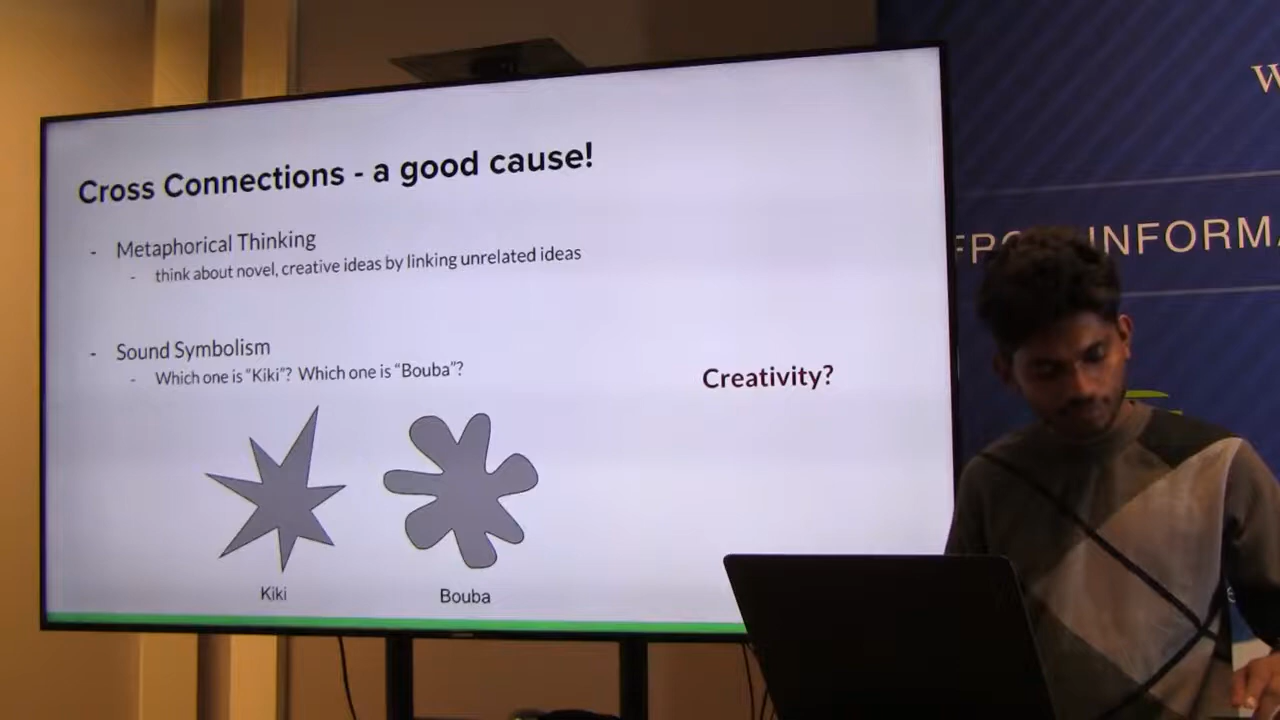 Cross Connections - a good cause!
- Metaphorical Thinking
- think about novel, creative ideas by linking unrelated ideas
- Sound Symbolism
- Which one is “Kiki”? Which one is “Bouba”?
Creativity?
Kiki
Bouba
W
INFORMA